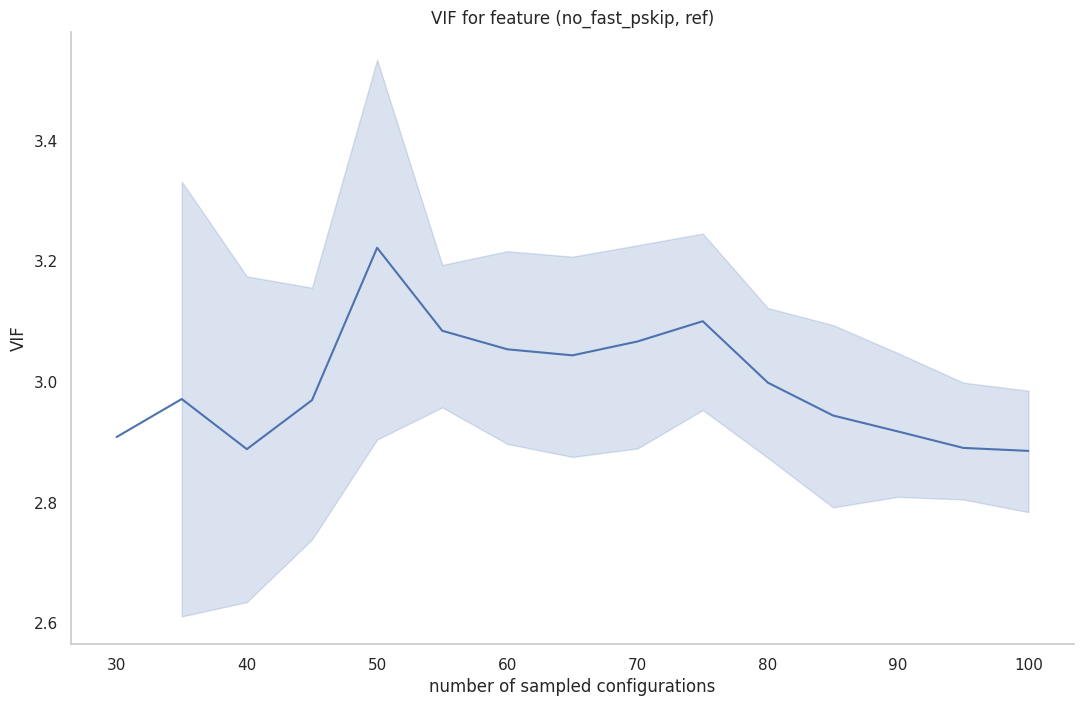 VIF for feature (no_fast_pskip, ref)
VIF
3.4
3.2
3.0
2.8
2.6
30 40 50 60 70 80 90 100
number of sampled configurations